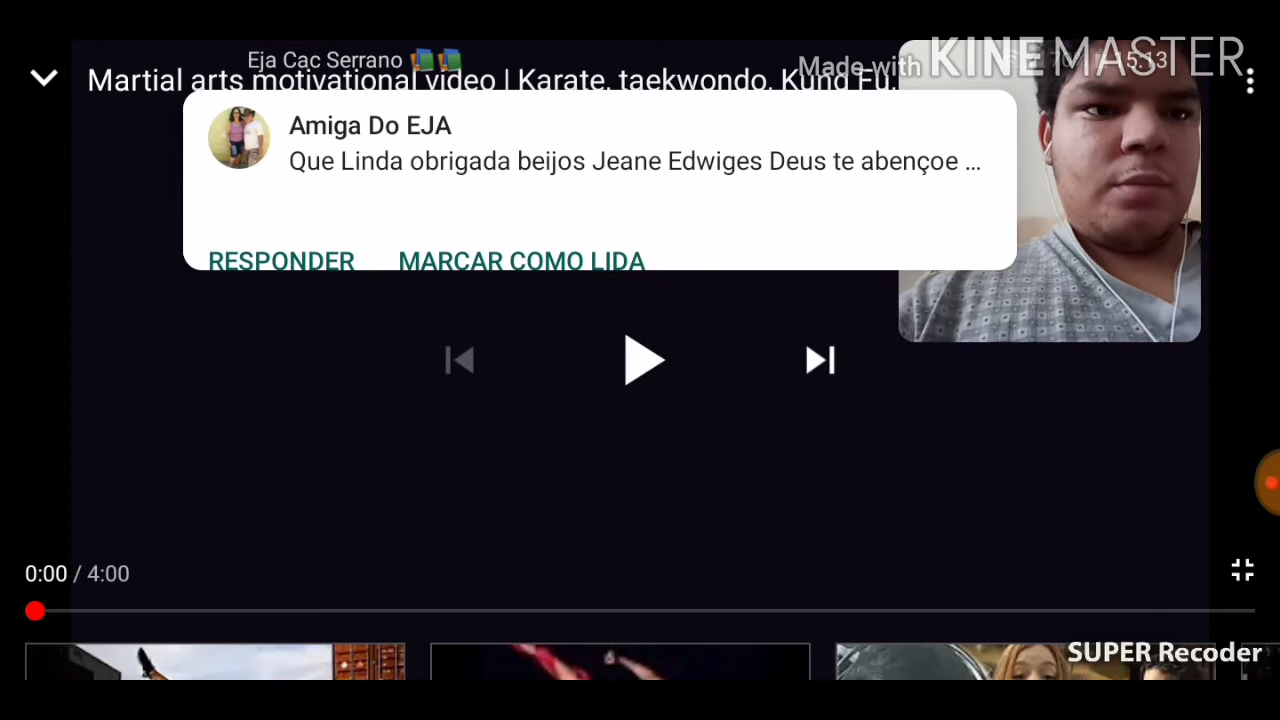 Eja Cac Serrano
Made with KINEMASTER
5:13
Martial arts motivational video | Karate, taekwondo, Kung Fu,
Amiga Do EJA
Que Linda obrigada beijos Jeane Edwiges Deus te abençoe ...
RESPONDER MARCAR COMO LIDA
0:00 / 4:00
SUPER Recoder